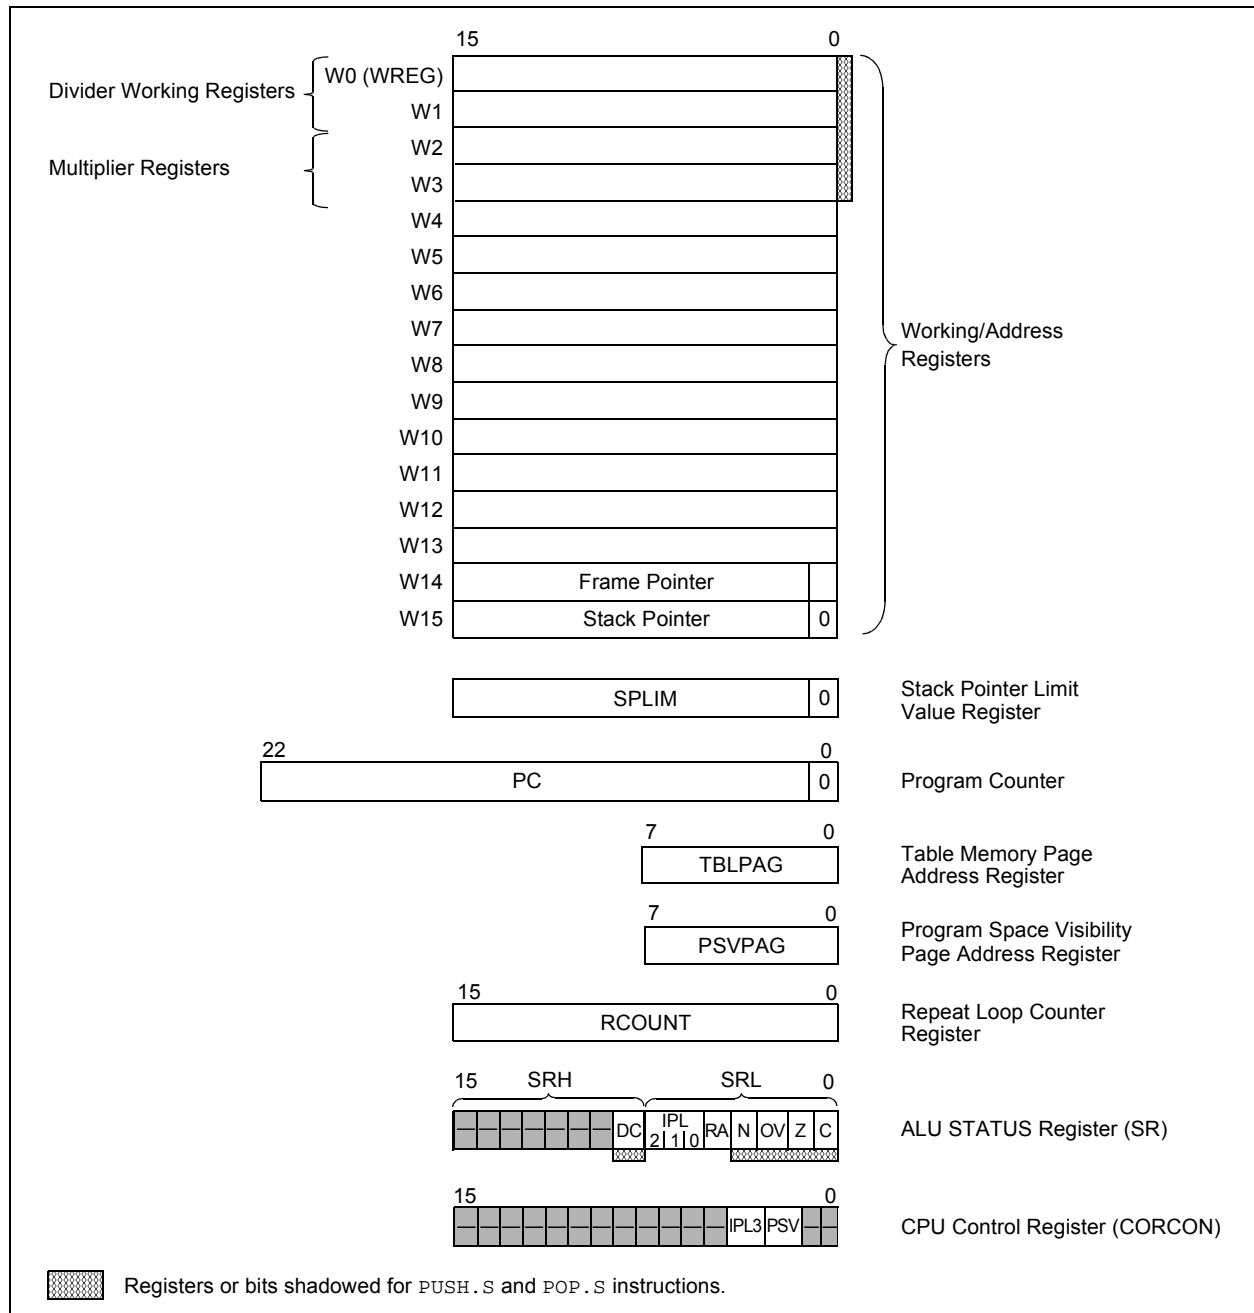 15 0
Divider Working Registers
W0 (WREG)
W1
Multiplier Registers
W2
W3
W4
W5
W6
W7
Working/Address
Registers
W8
W9
W10
W11
W12
W13
W14 Frame Pointer
W15 Stack Pointer 0
SPLIM 0
Stack Pointer Limit
Value Register
22 0
PC 0 Program Counter
7 0
TBLPAG
Table Memory Page
Address Register
7 0
PSVPAG
Program Space Visibility
Page Address Register
15 0
RCOUNT
Repeat Loop Counter
Register
15 SRH SRL 0
— — — — — — — DC IPL 2 1 0 RA N OV Z C ALU STATUS Register (SR)
15 0
— — — — — — — — — — — — IPL3 PSV — — CPU Control Register (CORCON)
Registers or bits shadowed for PUSH.S and POP.S instructions.